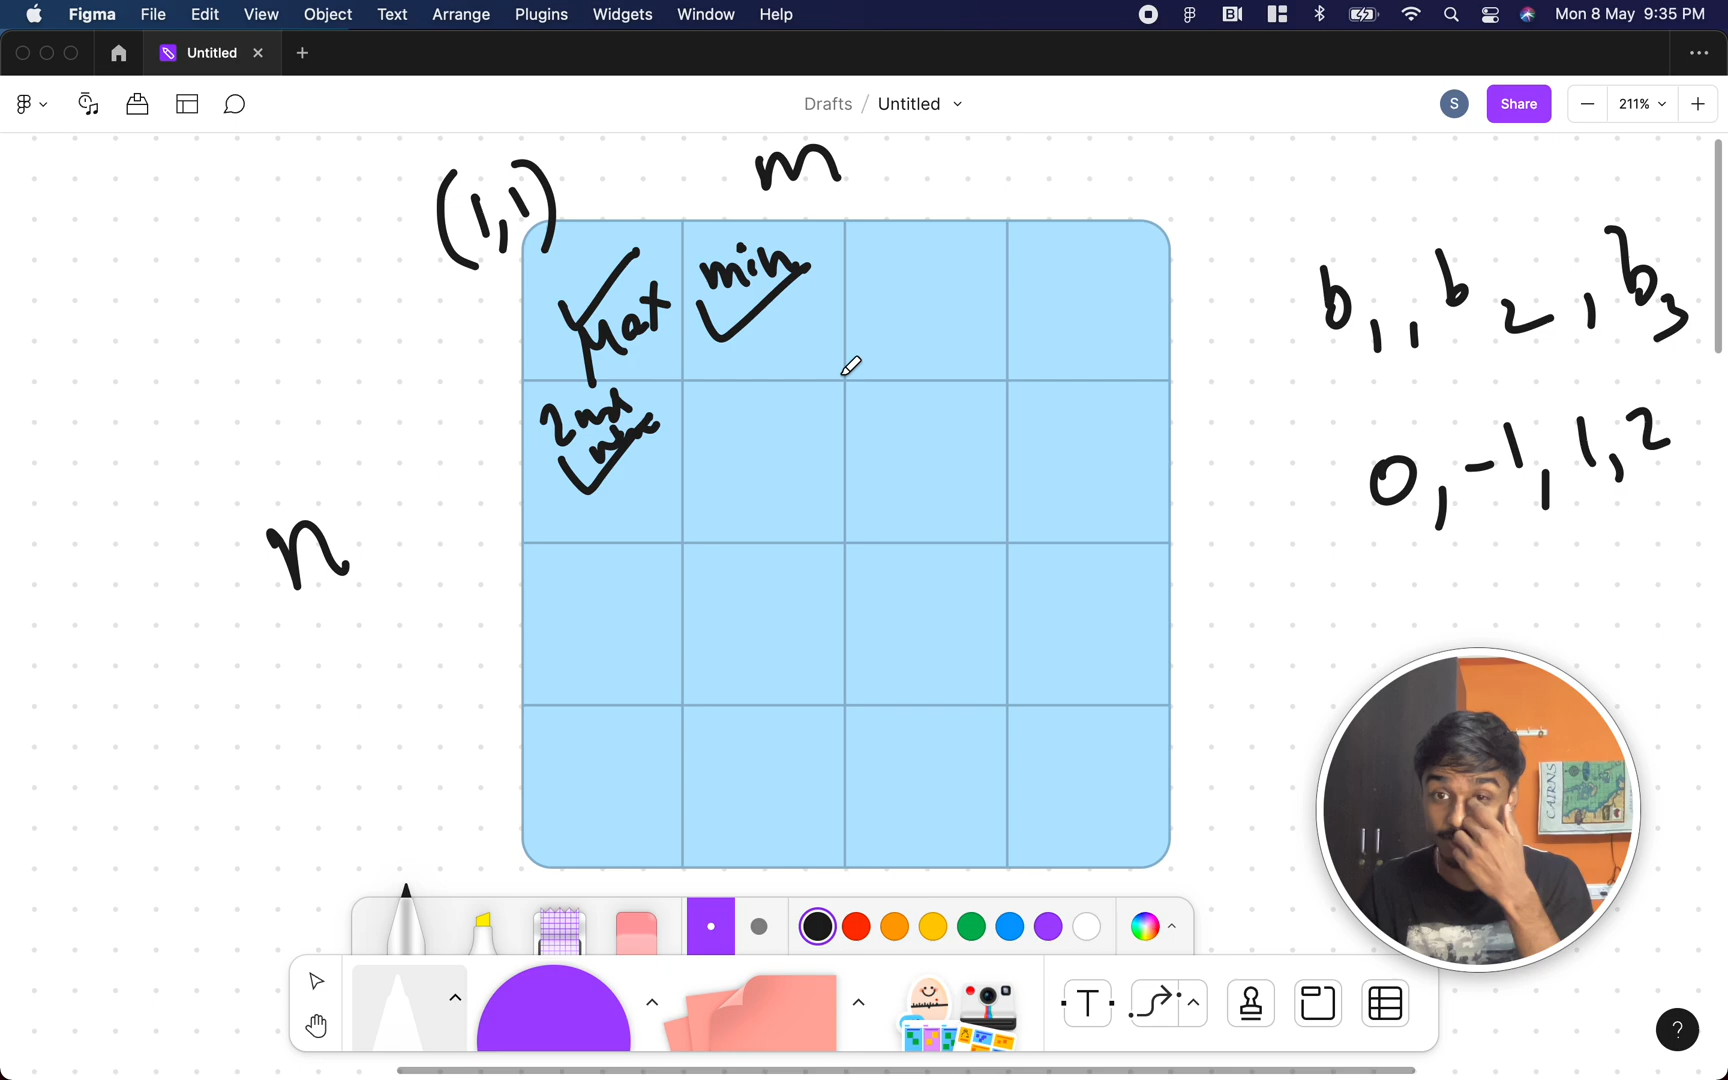 Figma File Edit View Object Text Arrange Plugins Widgets Window Help Mon 8 May 9:35 PM
Untitled
Drafts / Untitled S Share 211%
m
(1,1)
min
Max
b1, b2, b3
2nd
0, -1, 1, 2
n
CAIRNS
T
?